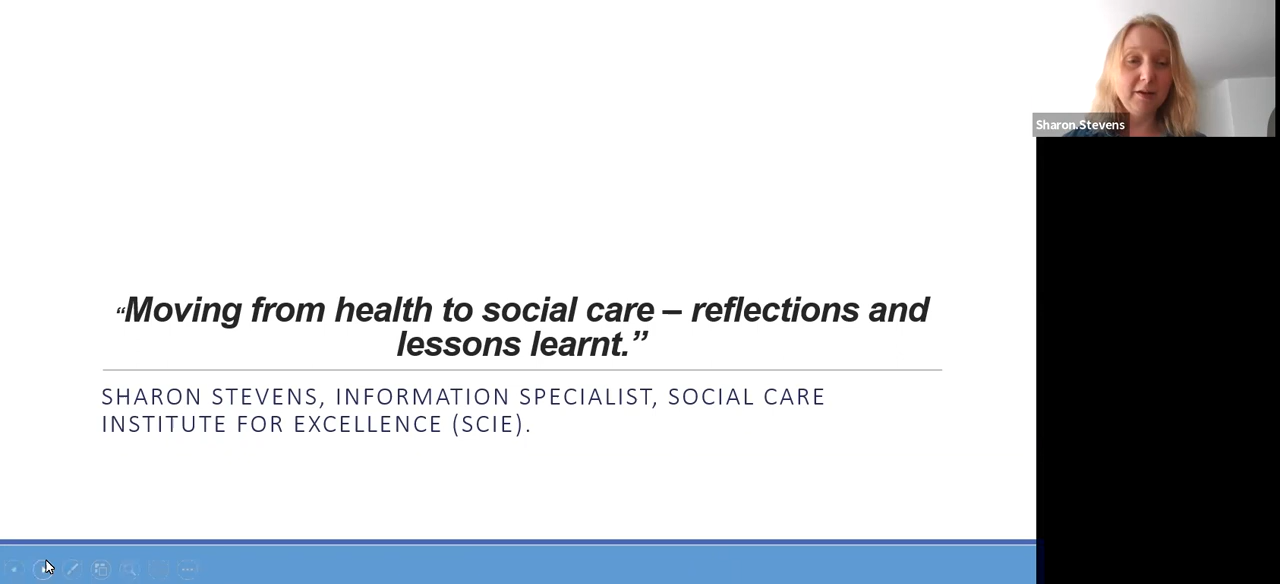 “Moving from health to social care – reflections and
lessons learnt.”
SHARON STEVENS, INFORMATION SPECIALIST, SOCIAL CARE
INSTITUTE FOR EXCELLENCE (SCIE).
Sharon.Stevens